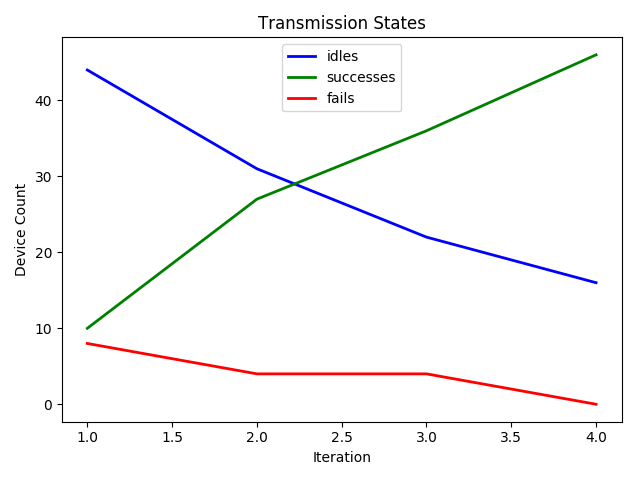 Transmission States
idles
successes
fails
Device Count
40
30
20
10
0
1.0 1.5 2.0 2.5 3.0 3.5 4.0
Iteration